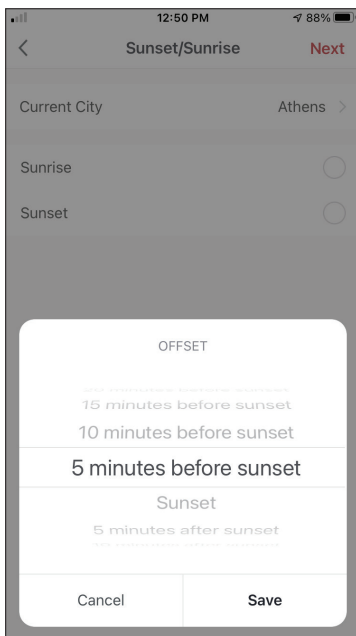 12:50 PM 88%
Sunset/Sunrise Next
Current City Athens
Sunrise
Sunset
OFFSET
15 minutes before sunset
10 minutes before sunset
5 minutes before sunset
Sunset
5 minutes after sunset
Cancel Save